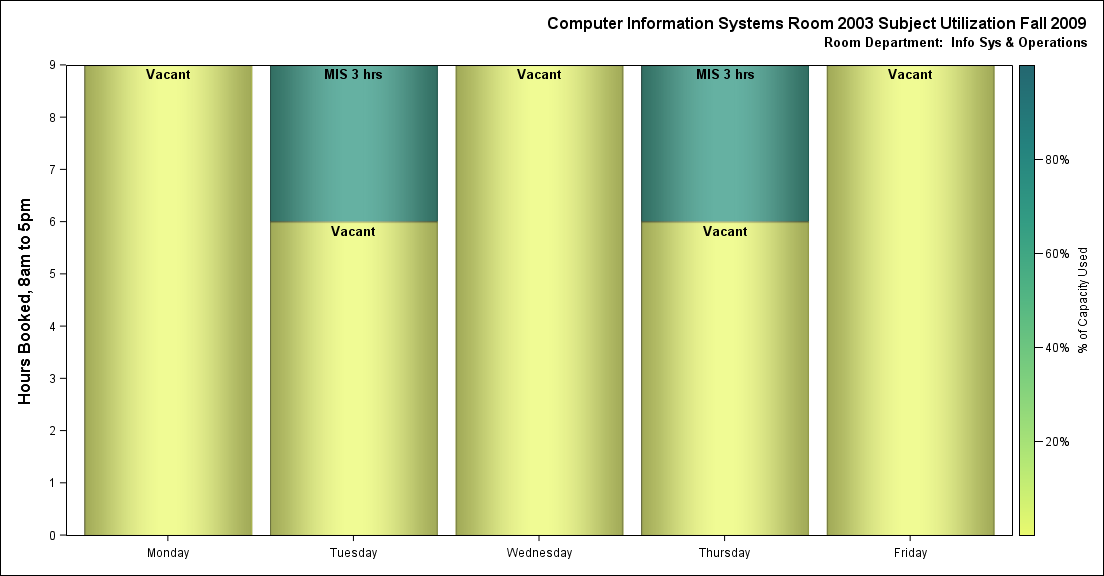 Computer Information Systems Room 2003 Subject Utilization Fall 2009
Room Department:  Info Sys & Operations
Hours Booked, 8am to 5pm
9
8
7
6
5
4
3
2
1
0
Vacant
MIS 3 hrs
Vacant
MIS 3 hrs
Vacant
Vacant
Vacant
Monday
Tuesday
Wednesday
Thursday
Friday
80%
60%
40%
20%
% of Capacity Used